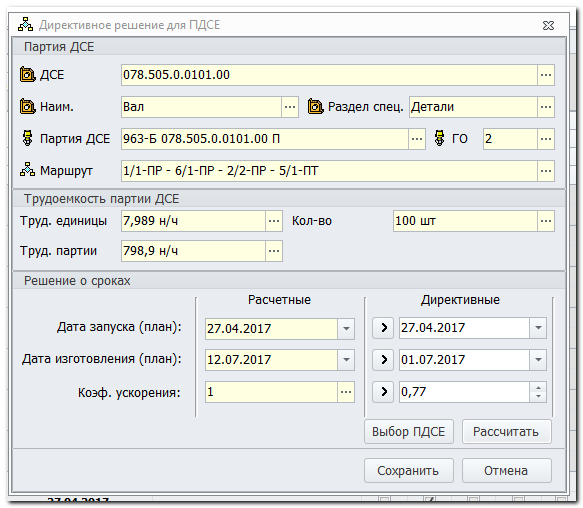 Директивное решение для ПДСЕ
Партия ДСЕ
ДСЕ 078.505.0.0101.00 ...
Наим. Вал ... Раздел спец. Детали ...
Партия ДСЕ 963-Б 078.505.0.0101.00 П ... ГО 2 ...
Маршрут 1/1-ПР - 6/1-ПР - 2/2-ПР - 5/1-ПТ ...
Трудоемкость партии ДСЕ
Труд. единицы 7,989 н/ч ... Кол-во 100 шт ...
Труд. партии 798,9 н/ч ...
Решение о сроках
Расчетные Директивные
Дата запуска (план): 27.04.2017 > 27.04.2017
Дата изготовления (план): 12.07.2017 > 01.07.2017
Коэф. ускорения: 1 ... > 0,77
Выбор ПДСЕ Рассчитать
Сохранить Отмена
27.04.2017